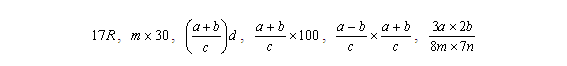 17R, m × 30, ((a + b)/c)d, (a + b)/c × 100, (a − b)/c × (a + b)/c, (3a × 2b)/(8m × 7n)